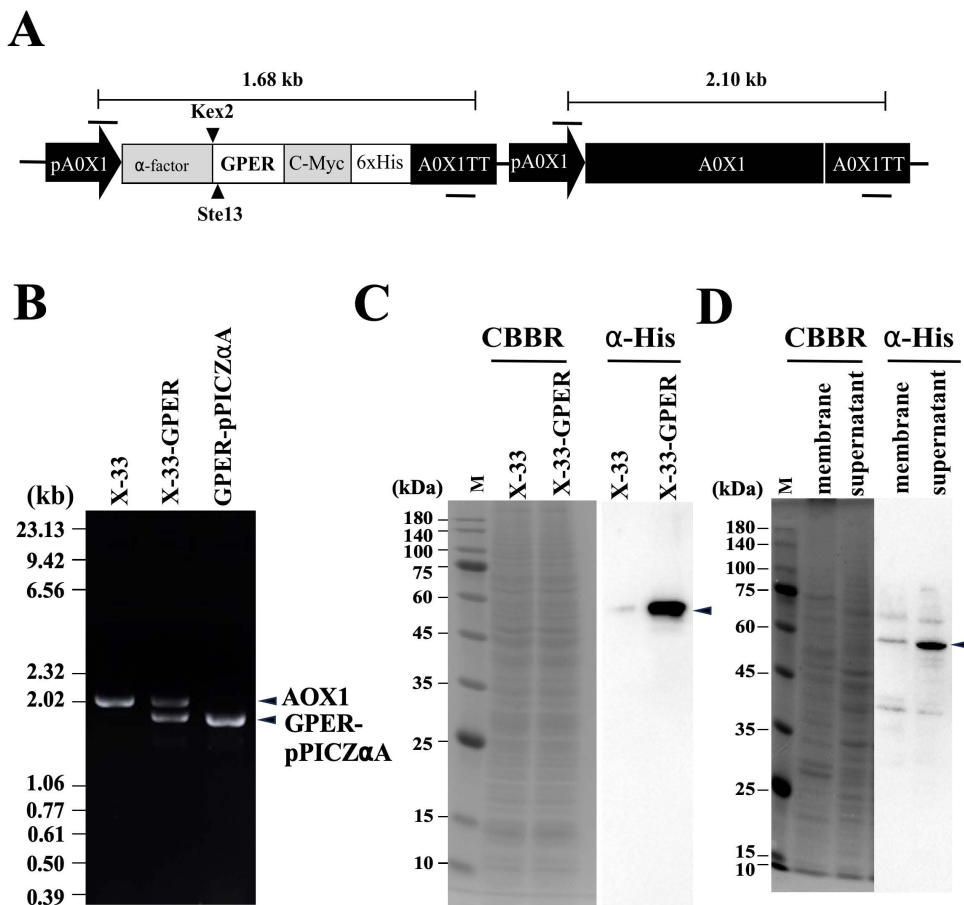 A
1.68 kb
2.10 kb
Kex2
pA0X1
α-factor
GPER
C-Myc
6xHis
A0X1TT
pA0X1
A0X1
A0X1TT
Ste13
B
X-33
X-33-GPER
GPER-pPICZαA
(kb)
23.13
9.42
6.56
2.32
2.02
1.06
0.77
0.61
0.50
0.39
AOX1
GPER-
pPICZαA
C
CBBR
α-His
M
X-33
X-33-GPER
X-33
X-33-GPER
(kDa)
180
140
100
75
60
45
35
25
15
10
D
CBBR
α-His
M
membrane
supernatant
membrane
supernatant
(kDa)
180
140
100
75
60
45
35
25
15
10